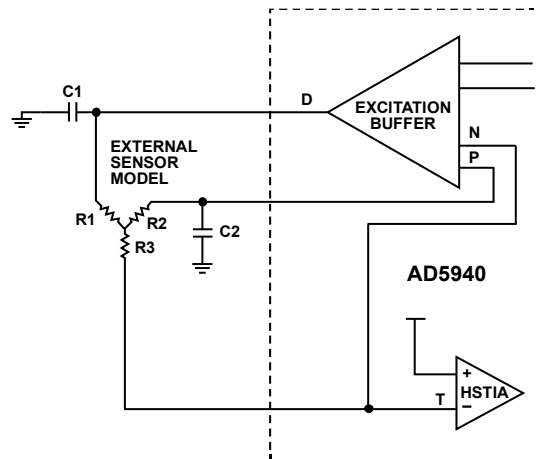 C1
D
EXCITATION
BUFFER
N
P
EXTERNAL
SENSOR
MODEL
R1
R2
R3
C2
AD5940
+
HSTIA
T
−